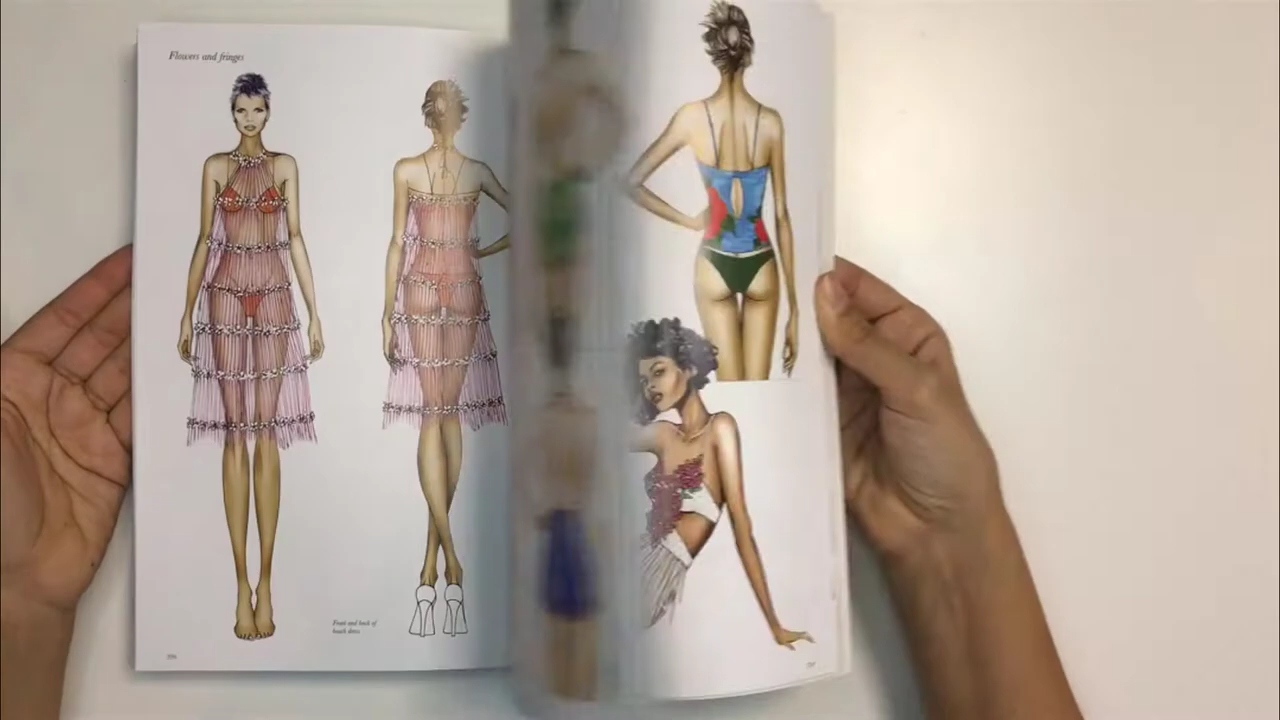 Flowers and fringes
Front and back of
beach dress.